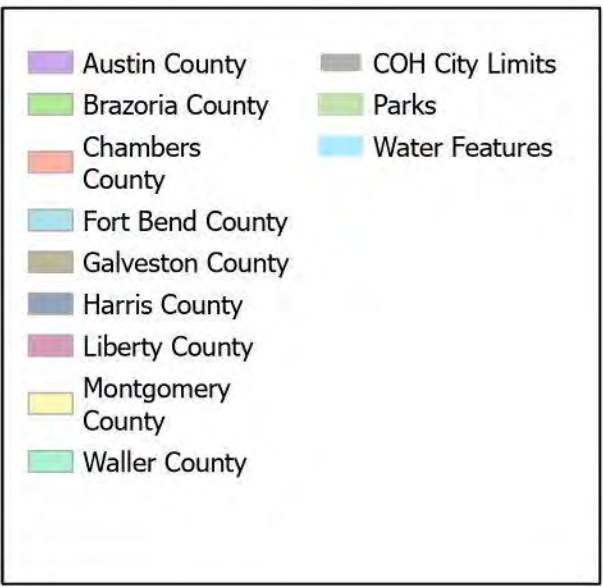 Austin County
Brazoria County
Chambers
County
Fort Bend County
Galveston County
Harris County
Liberty County
Montgomery
County
Waller County
COH City Limits
Parks
Water Features